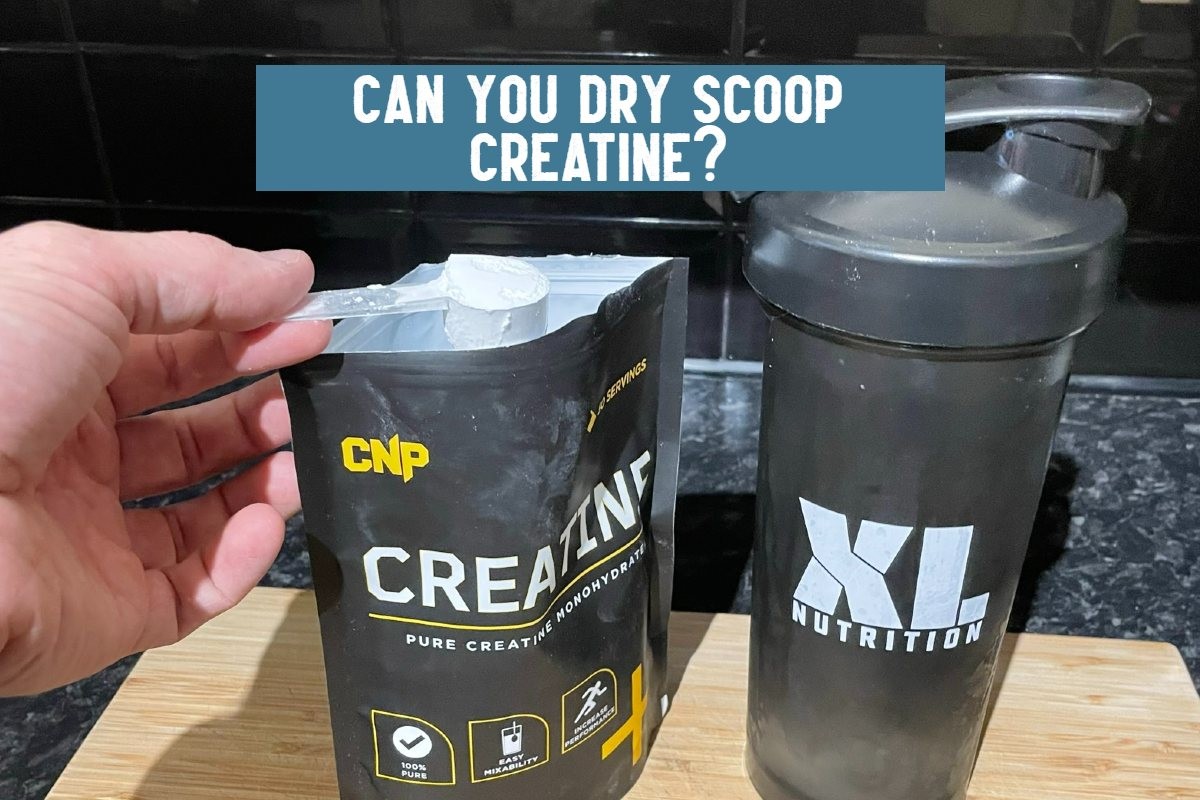 CAN YOU DRY SCOOP
CREATINE?
SERVINGS
CNP
CREATINE
PURE CREATINE MONOHYDRATE
100%
PURE
EASY
MIXABILITY
INCREASE
PERFORMANCE
XL
NUTRITION